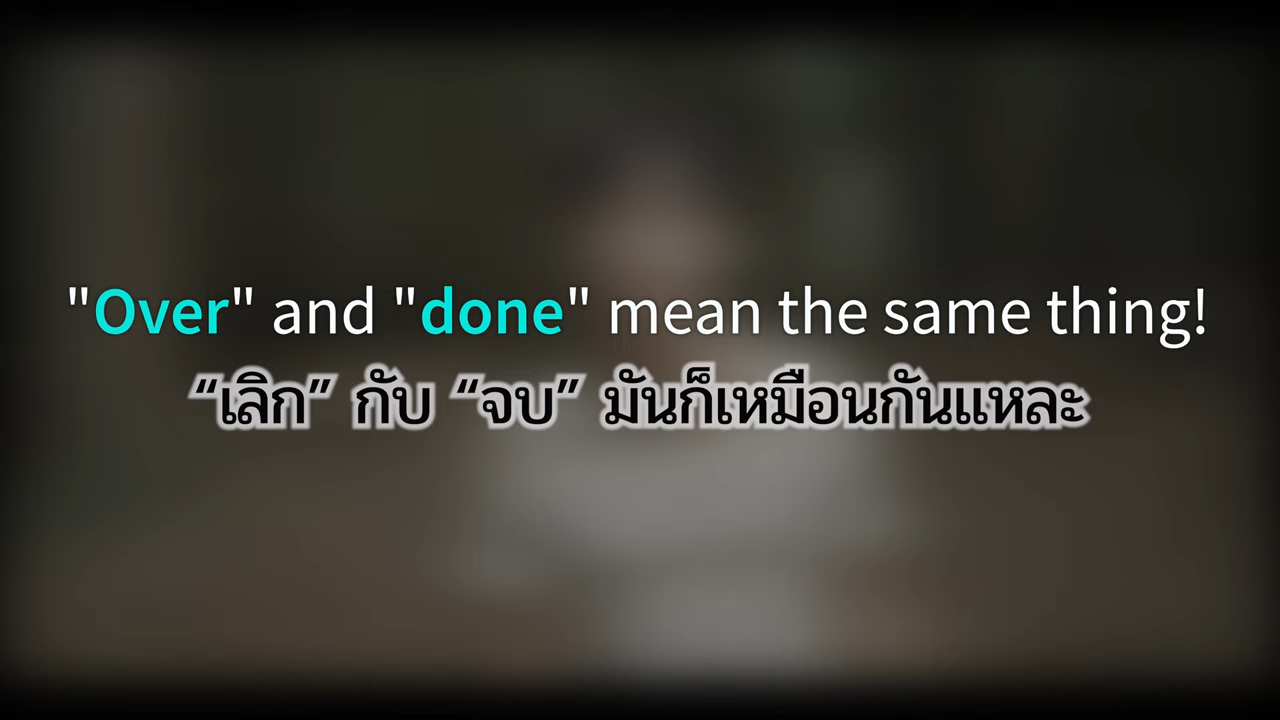 "Over" and "done" mean the same thing!
“เลิก” กับ “จบ” มันก็เหมือนกันแหละ